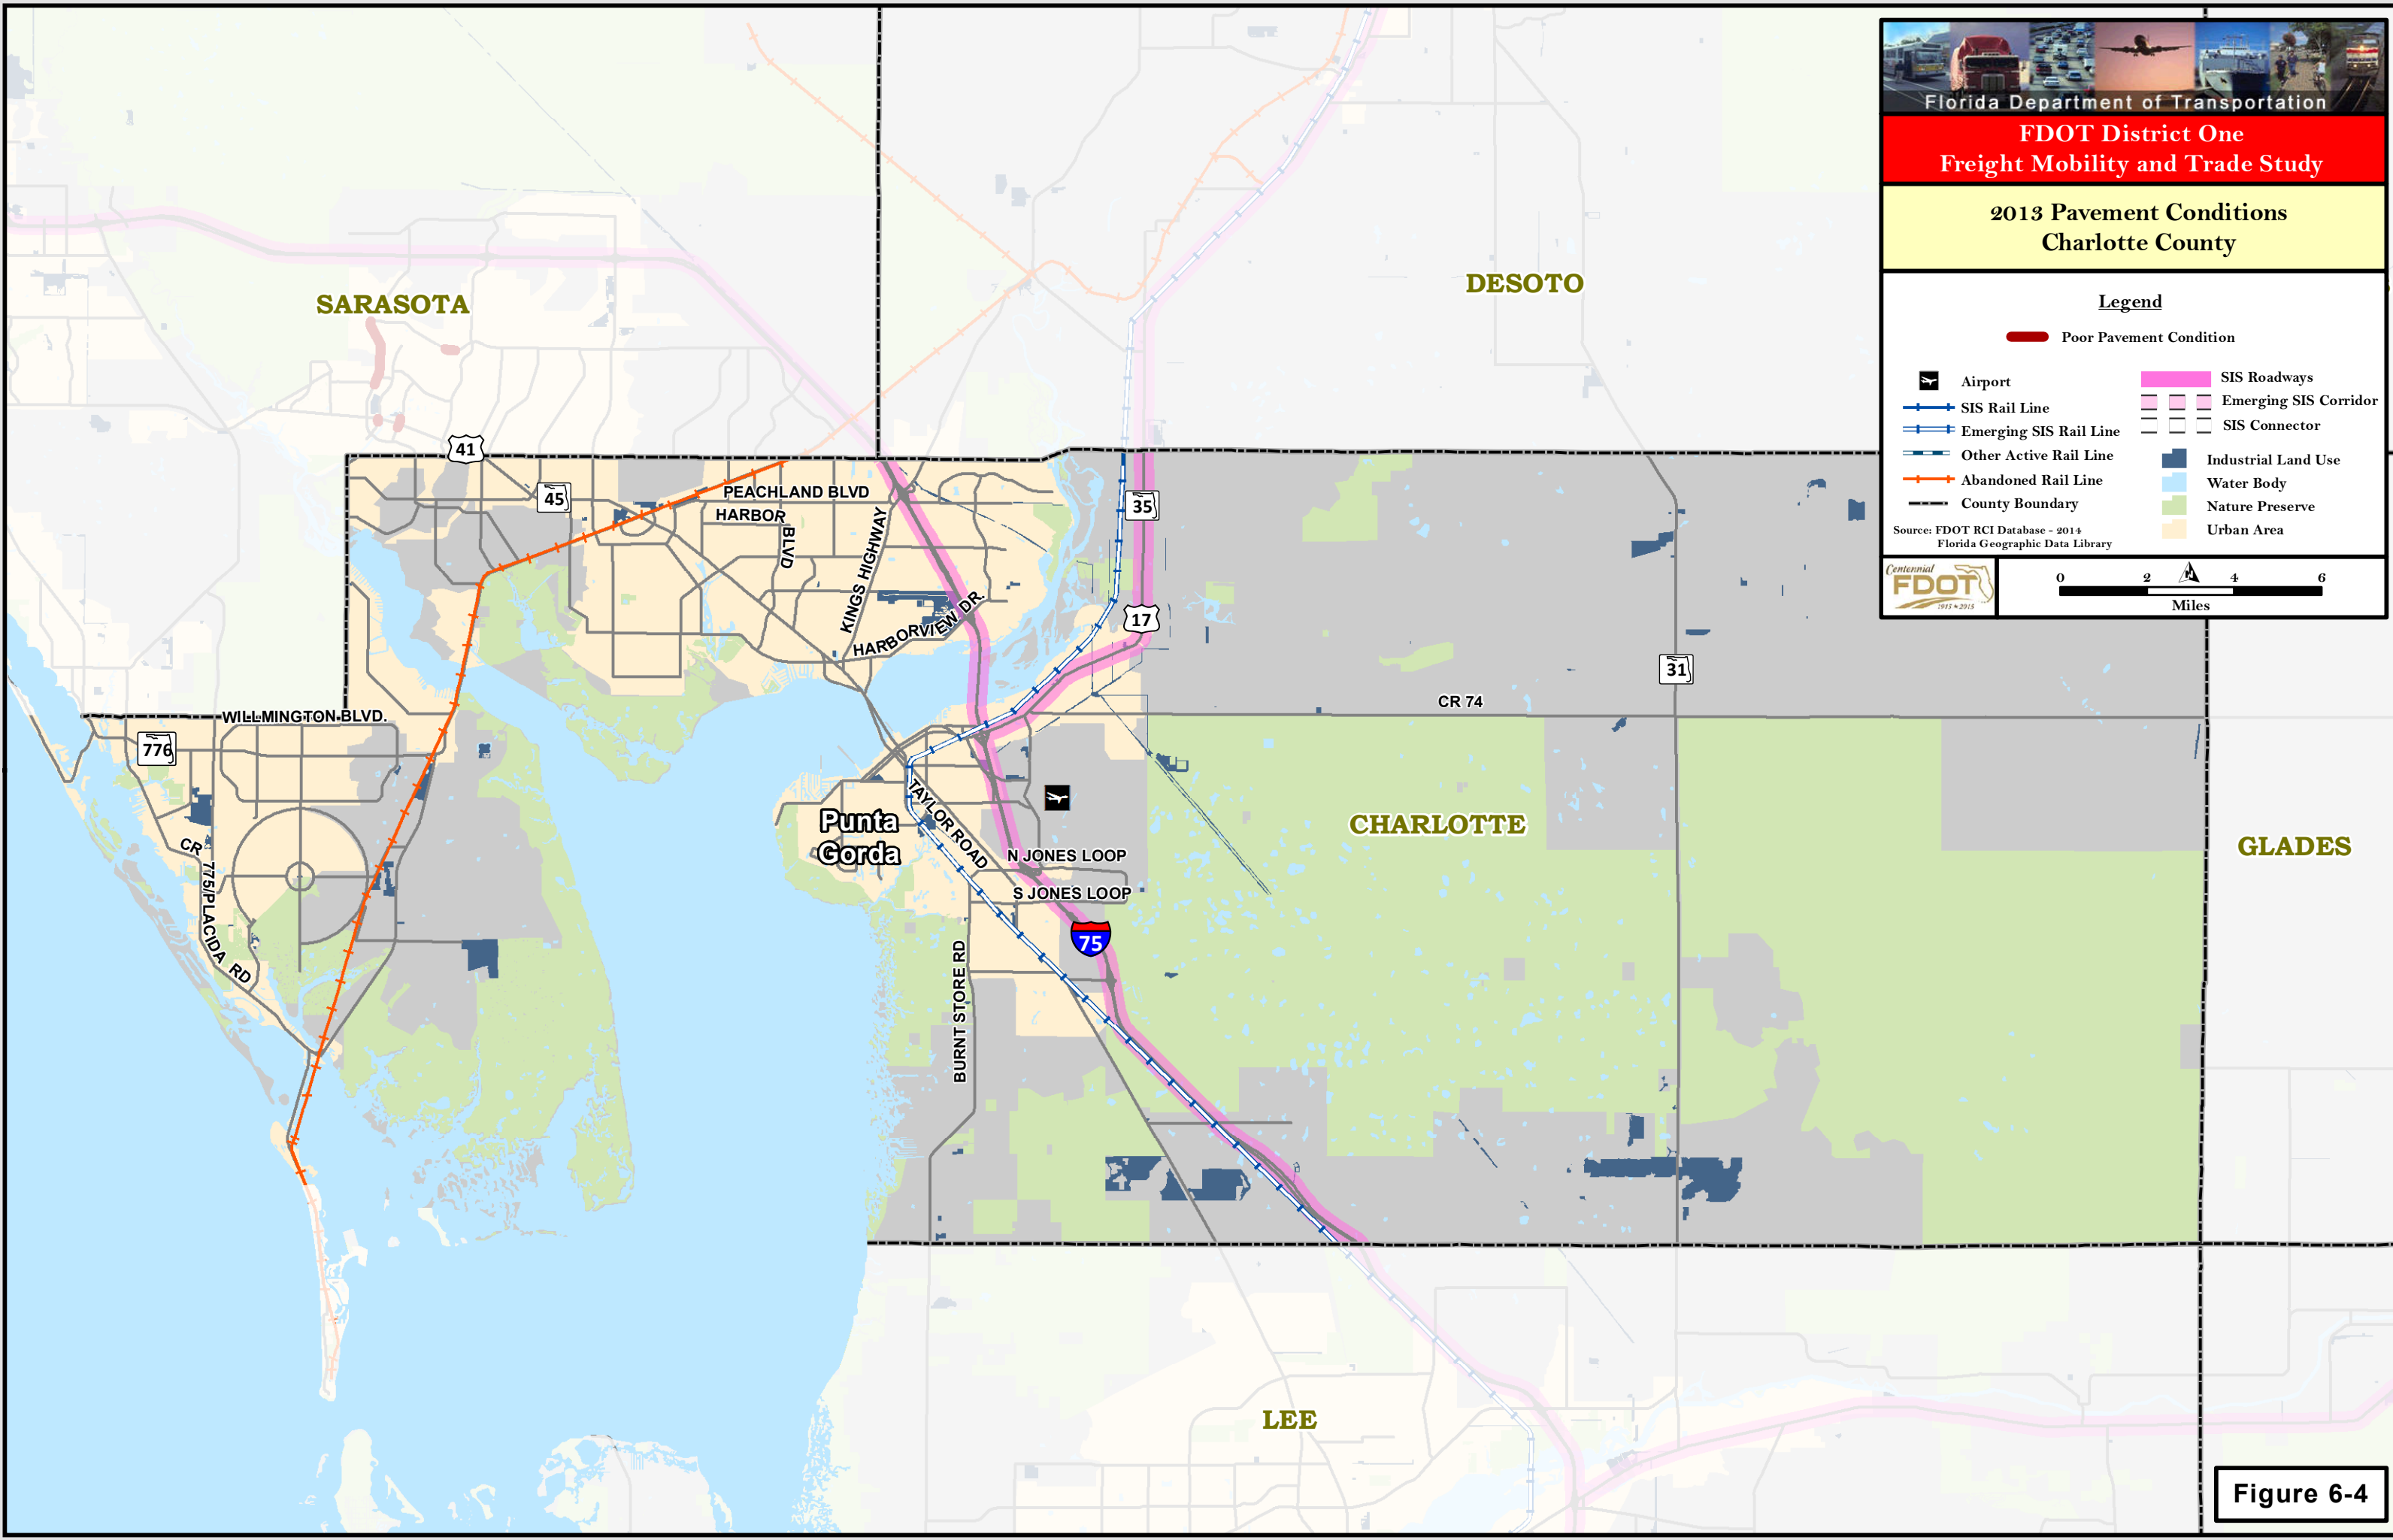 Florida Department of Transportation
FDOT District One
Freight Mobility and Trade Study
2013 Pavement Conditions
Charlotte County
Legend
Poor Pavement Condition
Airport
SIS Rail Line
Emerging SIS Rail Line
Other Active Rail Line
Abandoned Rail Line
County Boundary
SIS Roadways
Emerging SIS Corridor
SIS Connector
Industrial Land Use
Water Body
Nature Preserve
Urban Area
Source: FDOT RCI Database - 2014
Florida Geographic Data Library
Centennial
FDOT
1915 2015
N
0 2 4 6
Miles
SARASOTA
DESOTO
41
45
PEACHLAND BLVD
HARBOR
BLVD
KINGS HIGHWAY
HARBORVIEW DR.
35
17
31
CR 74
WILLMINGTON BLVD.
776
CR 775/PLACIDA RD
Punta
Gorda
TAYLOR ROAD
N JONES LOOP
S JONES LOOP
75
BURNT STORE RD
CHARLOTTE
GLADES
LEE
Figure 6-4